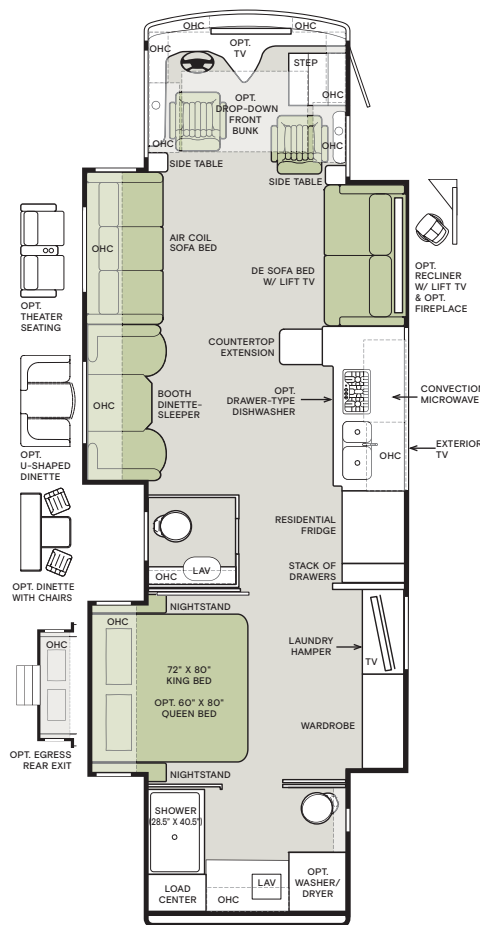 OHC
OHC
OHC
OPT.
TV
STEP
OPT.
DROP-DOWN
FRONT
BUNK
OHC
OHC
OHC
SIDE TABLE
SIDE TABLE
OHC
AIR COIL
SOFA BED
DE SOFA BED
W/ LIFT TV
OPT.
RECLINER
W/ LIFT TV
& OPT.
FIREPLACE
OPT.
THEATER
SEATING
COUNTERTOP
EXTENSION
OHC
BOOTH
DINETTE-
SLEEPER
OPT.
DRAWER-TYPE
DISHWASHER
CONVECTION
MICROWAVE
OPT.
U-SHAPED
DINETTE
OHC
EXTERIOR
TV
RESIDENTIAL
FRIDGE
OHC
LAV
STACK OF
DRAWERS
OPT. DINETTE
WITH CHAIRS
NIGHTSTAND
OHC
OHC
LAUNDRY
HAMPER
TV
72" X 80"
KING BED
OPT. 60" X 80"
QUEEN BED
WARDROBE
OPT. EGRESS
REAR EXIT
NIGHTSTAND
SHOWER
(28.5" X 40.5")
LOAD
CENTER
OHC
LAV
OPT.
WASHER/
DRYER